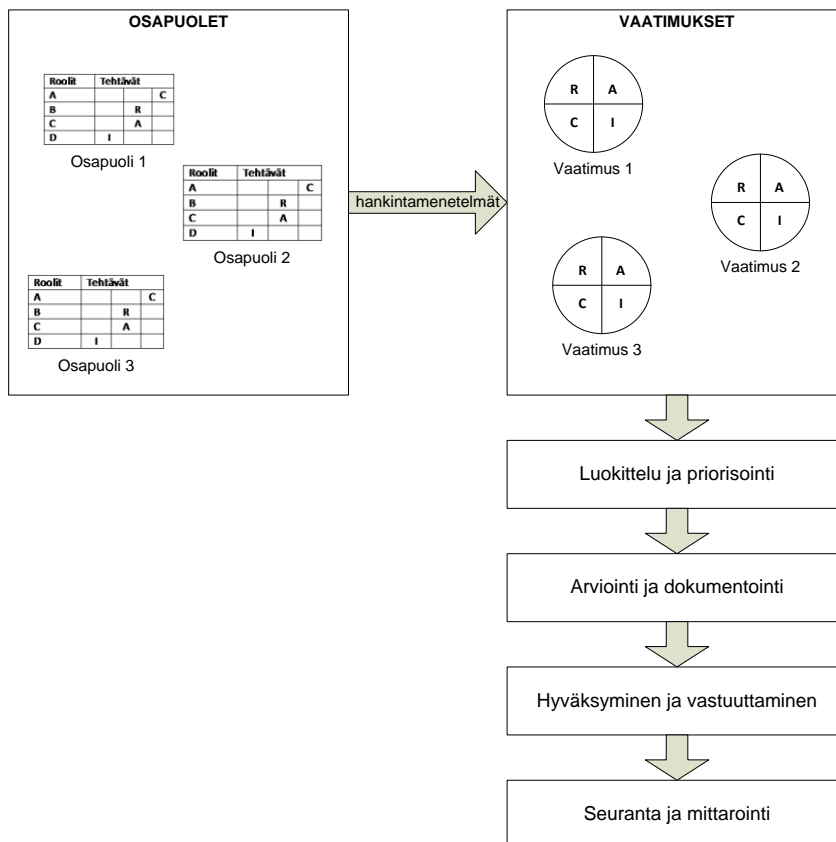 OSAPUOLET
Roolit Tehtävät
A C
B R
C A
D I
Osapuoli 1
Roolit Tehtävät
A C
B R
C A
D I
Osapuoli 2
Roolit Tehtävät
A C
B R
C A
D I
Osapuoli 3
hankintamenetelmät
VAATIMUKSET
R A
C I
Vaatimus 1
R A
C I
Vaatimus 2
R A
C I
Vaatimus 3
Luokittelu ja priorisointi
Arviointi ja dokumentointi
Hyväksyminen ja vastuuttaminen
Seuranta ja mittarointi